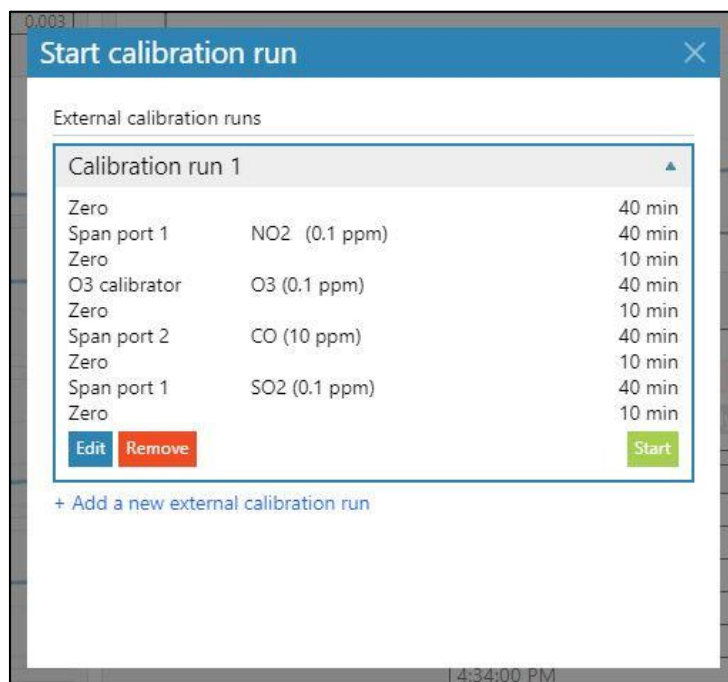 0.003
Start calibration run
External calibration runs
Calibration run 1
Zero 40 min
Span port 1 NO2 (0.1 ppm) 40 min
Zero 10 min
O3 calibrator O3 (0.1 ppm) 40 min
Zero 10 min
Span port 2 CO (10 ppm) 40 min
Zero 10 min
Span port 1 SO2 (0.1 ppm) 40 min
Zero 10 min
Edit Remove Start
+ Add a new external calibration run
4:34:00 PM